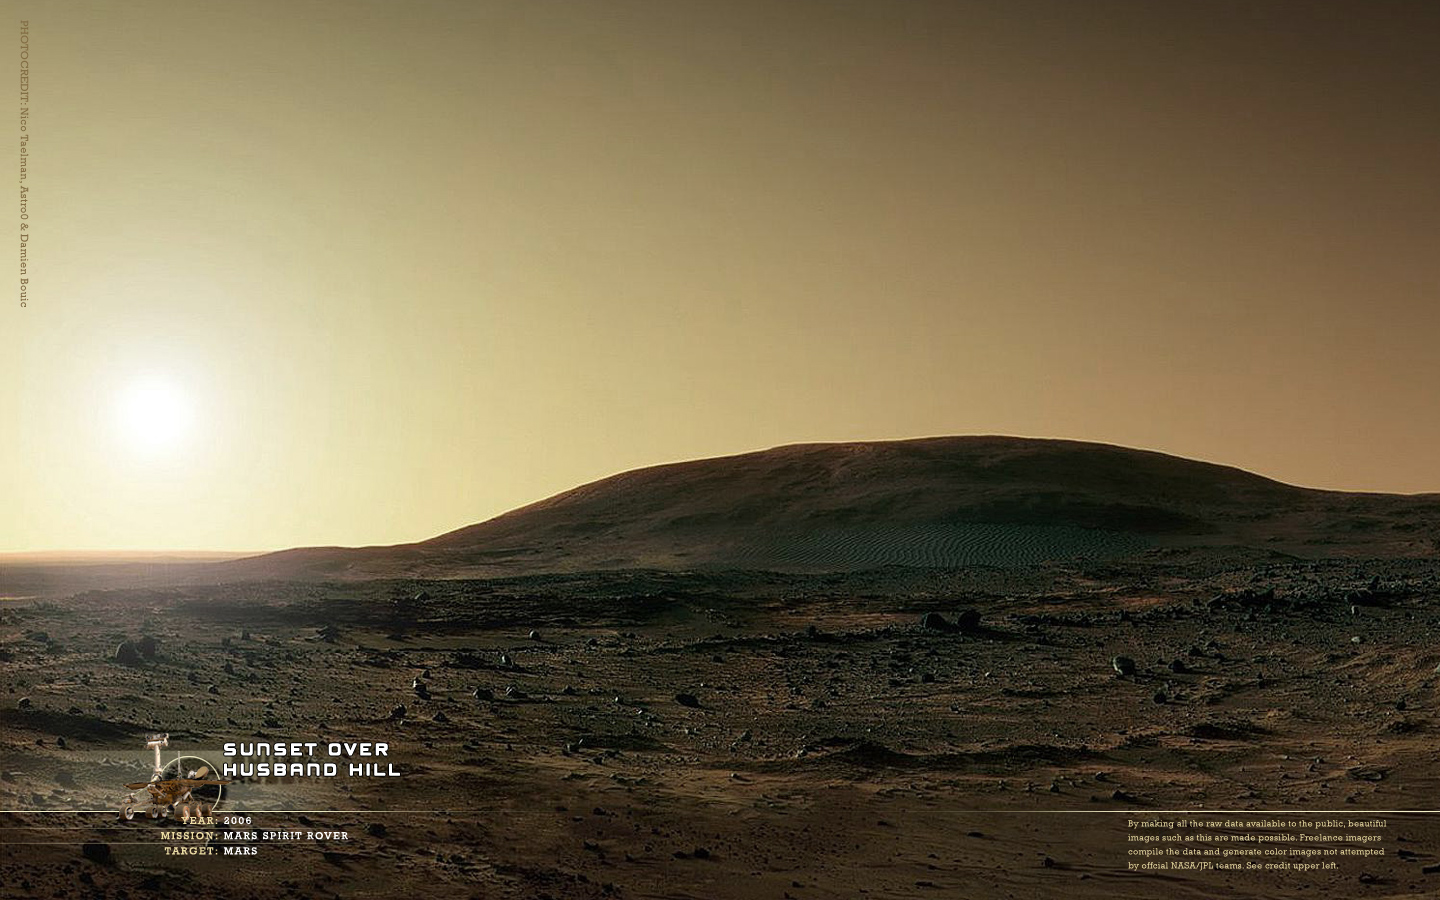 PHOTOCREDIT: Nico Taelman, Astro0 & Damien Bouic
SUNSET OVER
HUSBAND HILL
YEAR: 2006
MISSION: MARS SPIRIT ROVER
TARGET: MARS
By making all the raw data available to the public, beautiful
images such as this are made possible. Freelance imagers
compile the data and generate color images not attempted
by offcial NASA/JPL teams. See credit upper left.